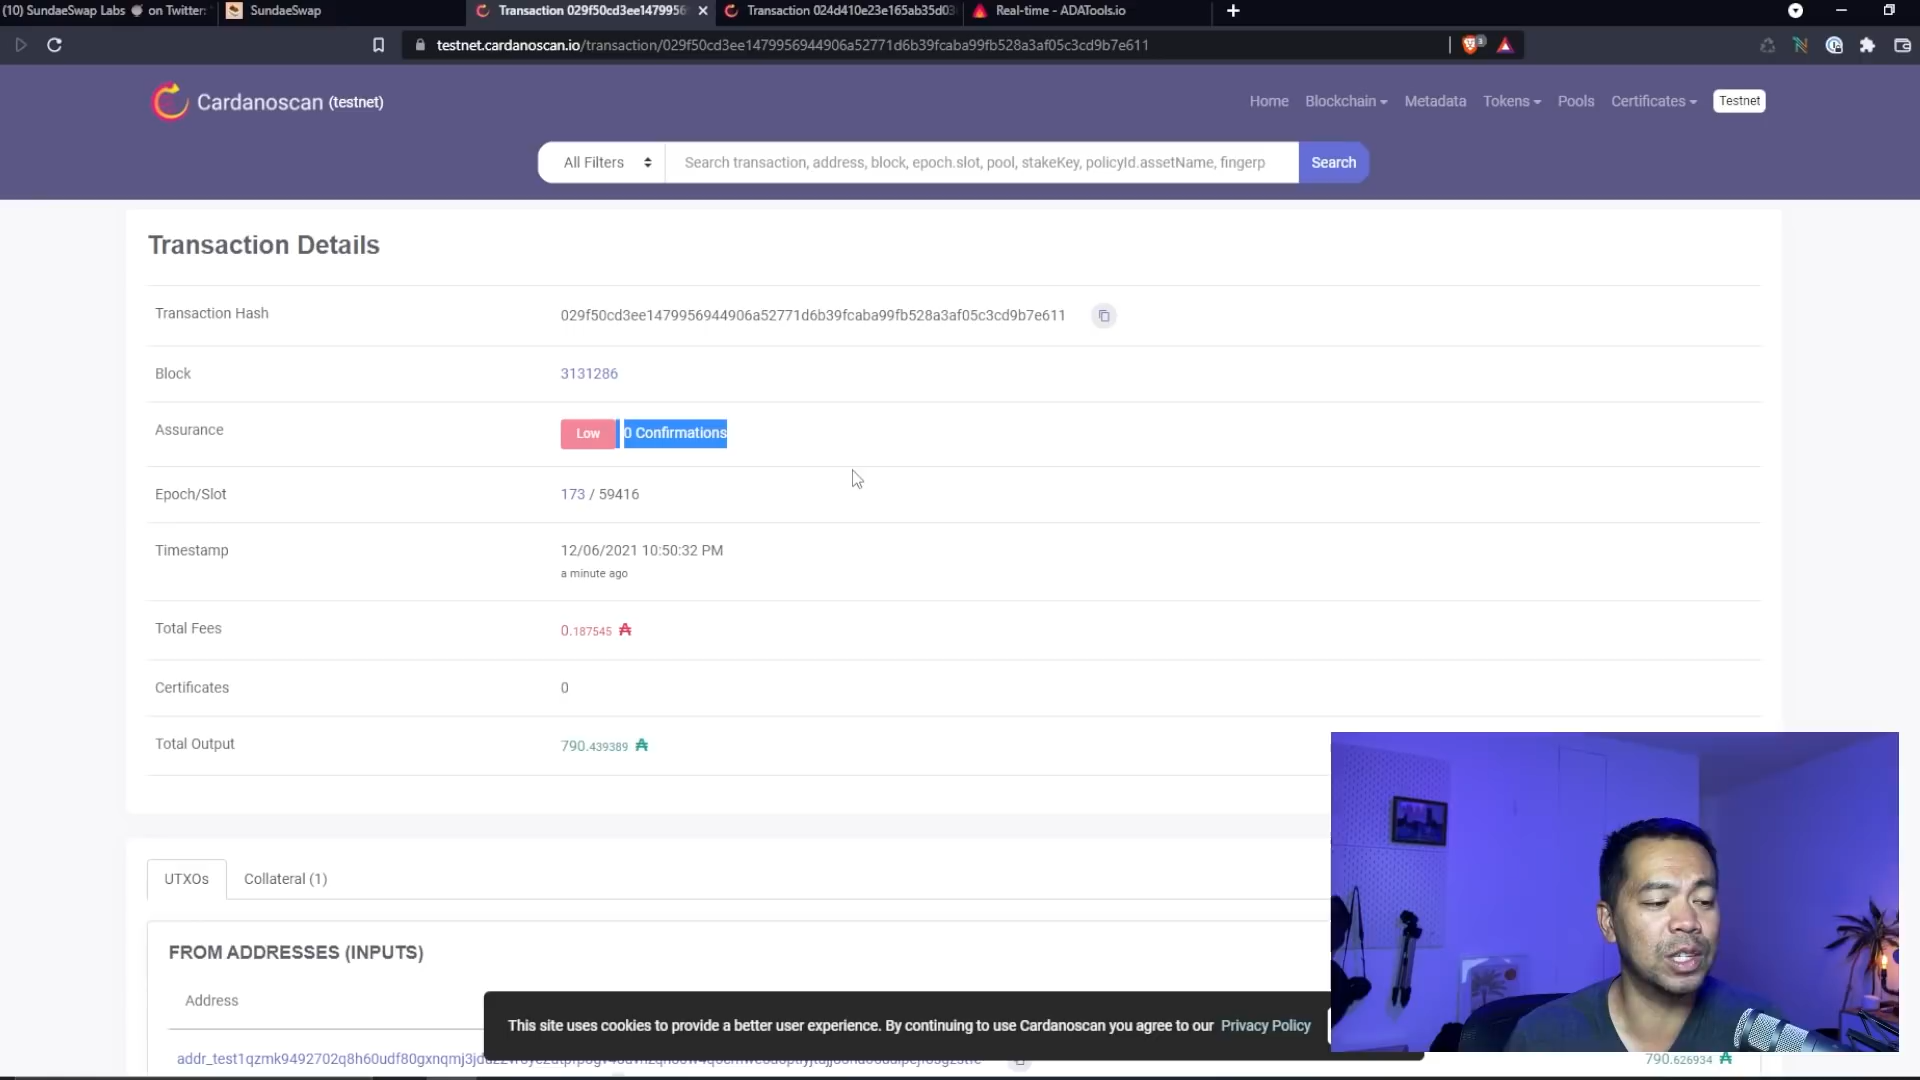 (10) SundaeSwap Labs on Twitter:
SundaeSwap
Transaction 029f50cd3ee1479956
Transaction 024d410e23e165ab35d03
Real-time - ADATools.io
testnet.cardanoscan.io/transaction/029f50cd3ee1479956944906a52771d6b39fcaba99fb528a3af05c3cd9b7e611
3
Cardanoscan (testnet)
Home Blockchain Metadata Tokens Pools Certificates Testnet
All Filters Search transaction, address, block, epoch.slot, pool, stakeKey, policyId.assetName, fingerp Search
Transaction Details
Transaction Hash 029f50cd3ee1479956944906a52771d6b39fcaba99fb528a3af05c3cd9b7e611
Block 3131286
Assurance Low 0 Confirmations
Epoch/Slot 173 / 59416
Timestamp 12/06/2021 10:50:32 PM
a minute ago
Total Fees 0.187545 ₳
Certificates 0
Total Output 790.439389 ₳
UTXOs Collateral (1)
FROM ADDRESSES (INPUTS)
Address
This site uses cookies to provide a better user experience. By continuing to use Cardanoscan you agree to our Privacy Policy
790.626934 ₳